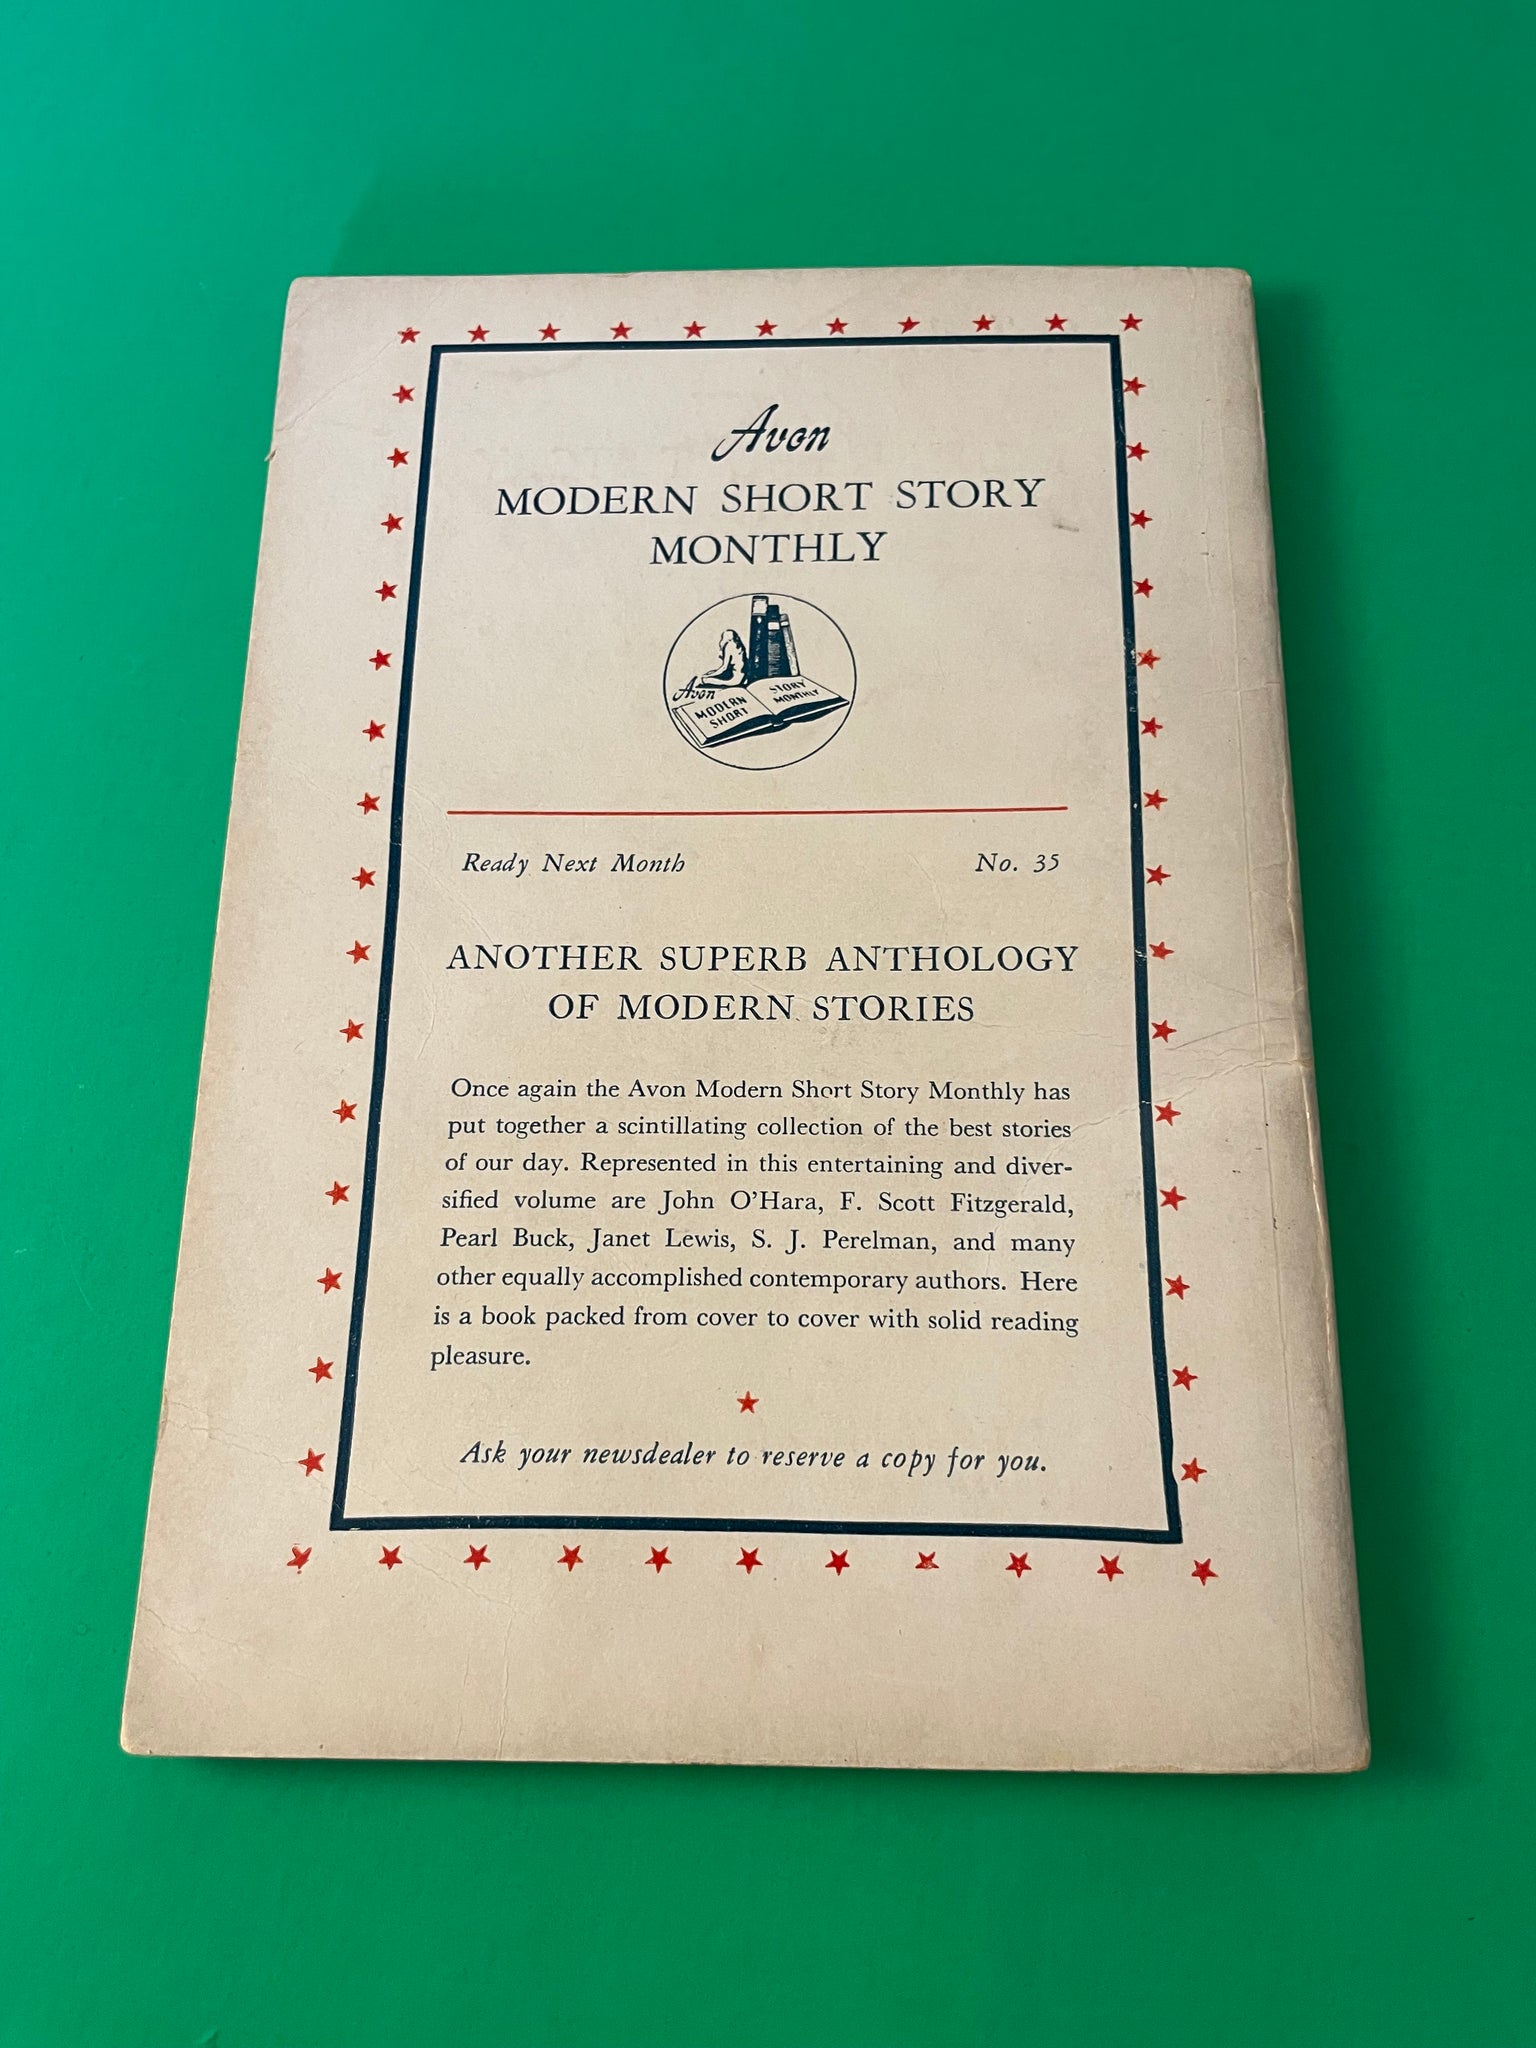 Avon
MODERN SHORT STORY
MONTHLY
Avon
MODERN
SHORT
STORY
MONTHLY
Ready Next Month No. 35
ANOTHER SUPERB ANTHOLOGY
OF MODERN STORIES
Once again the Avon Modern Short Story Monthly has
put together a scintillating collection of the best stories
of our day. Represented in this entertaining and diver-
sified volume are John O'Hara, F. Scott Fitzgerald,
Pearl Buck, Janet Lewis, S. J. Perelman, and many
other equally accomplished contemporary authors. Here
is a book packed from cover to cover with solid reading
pleasure.
Ask your newsdealer to reserve a copy for you.